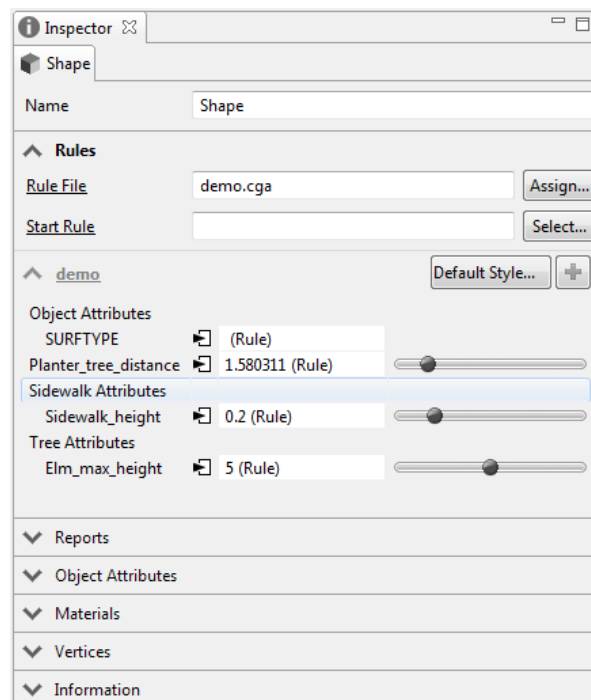 Inspector
Shape
Name Shape
Rules
Rule File demo.cga Assign...
Start Rule Select...
demo Default Style...
Object Attributes
SURFTYPE (Rule)
Planter_tree_distance 1.580311 (Rule)
Sidewalk Attributes
Sidewalk_height 0.2 (Rule)
Tree Attributes
Elm_max_height 5 (Rule)
Reports
Object Attributes
Materials
Vertices
Information